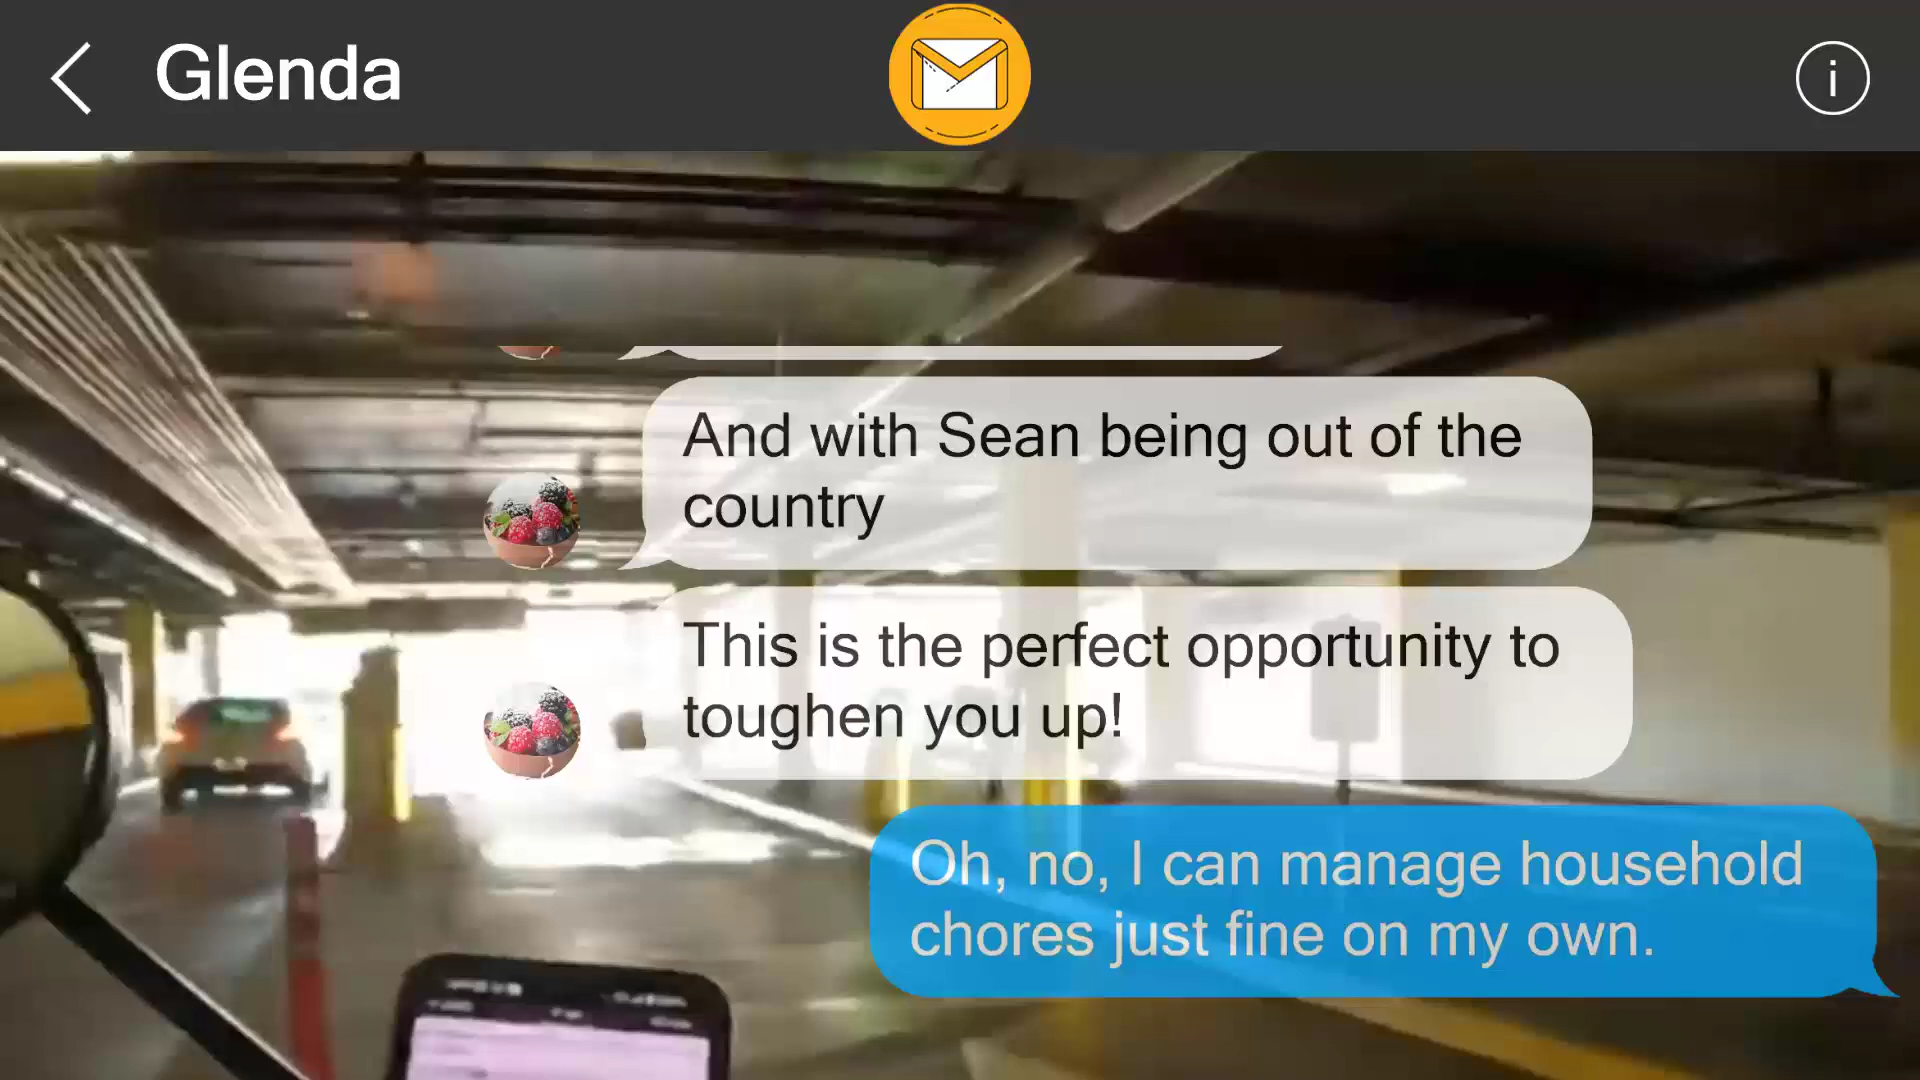 Glenda
i
And with Sean being out of the
country
This is the perfect opportunity to
toughen you up!
Oh, no, I can manage household
chores just fine on my own.